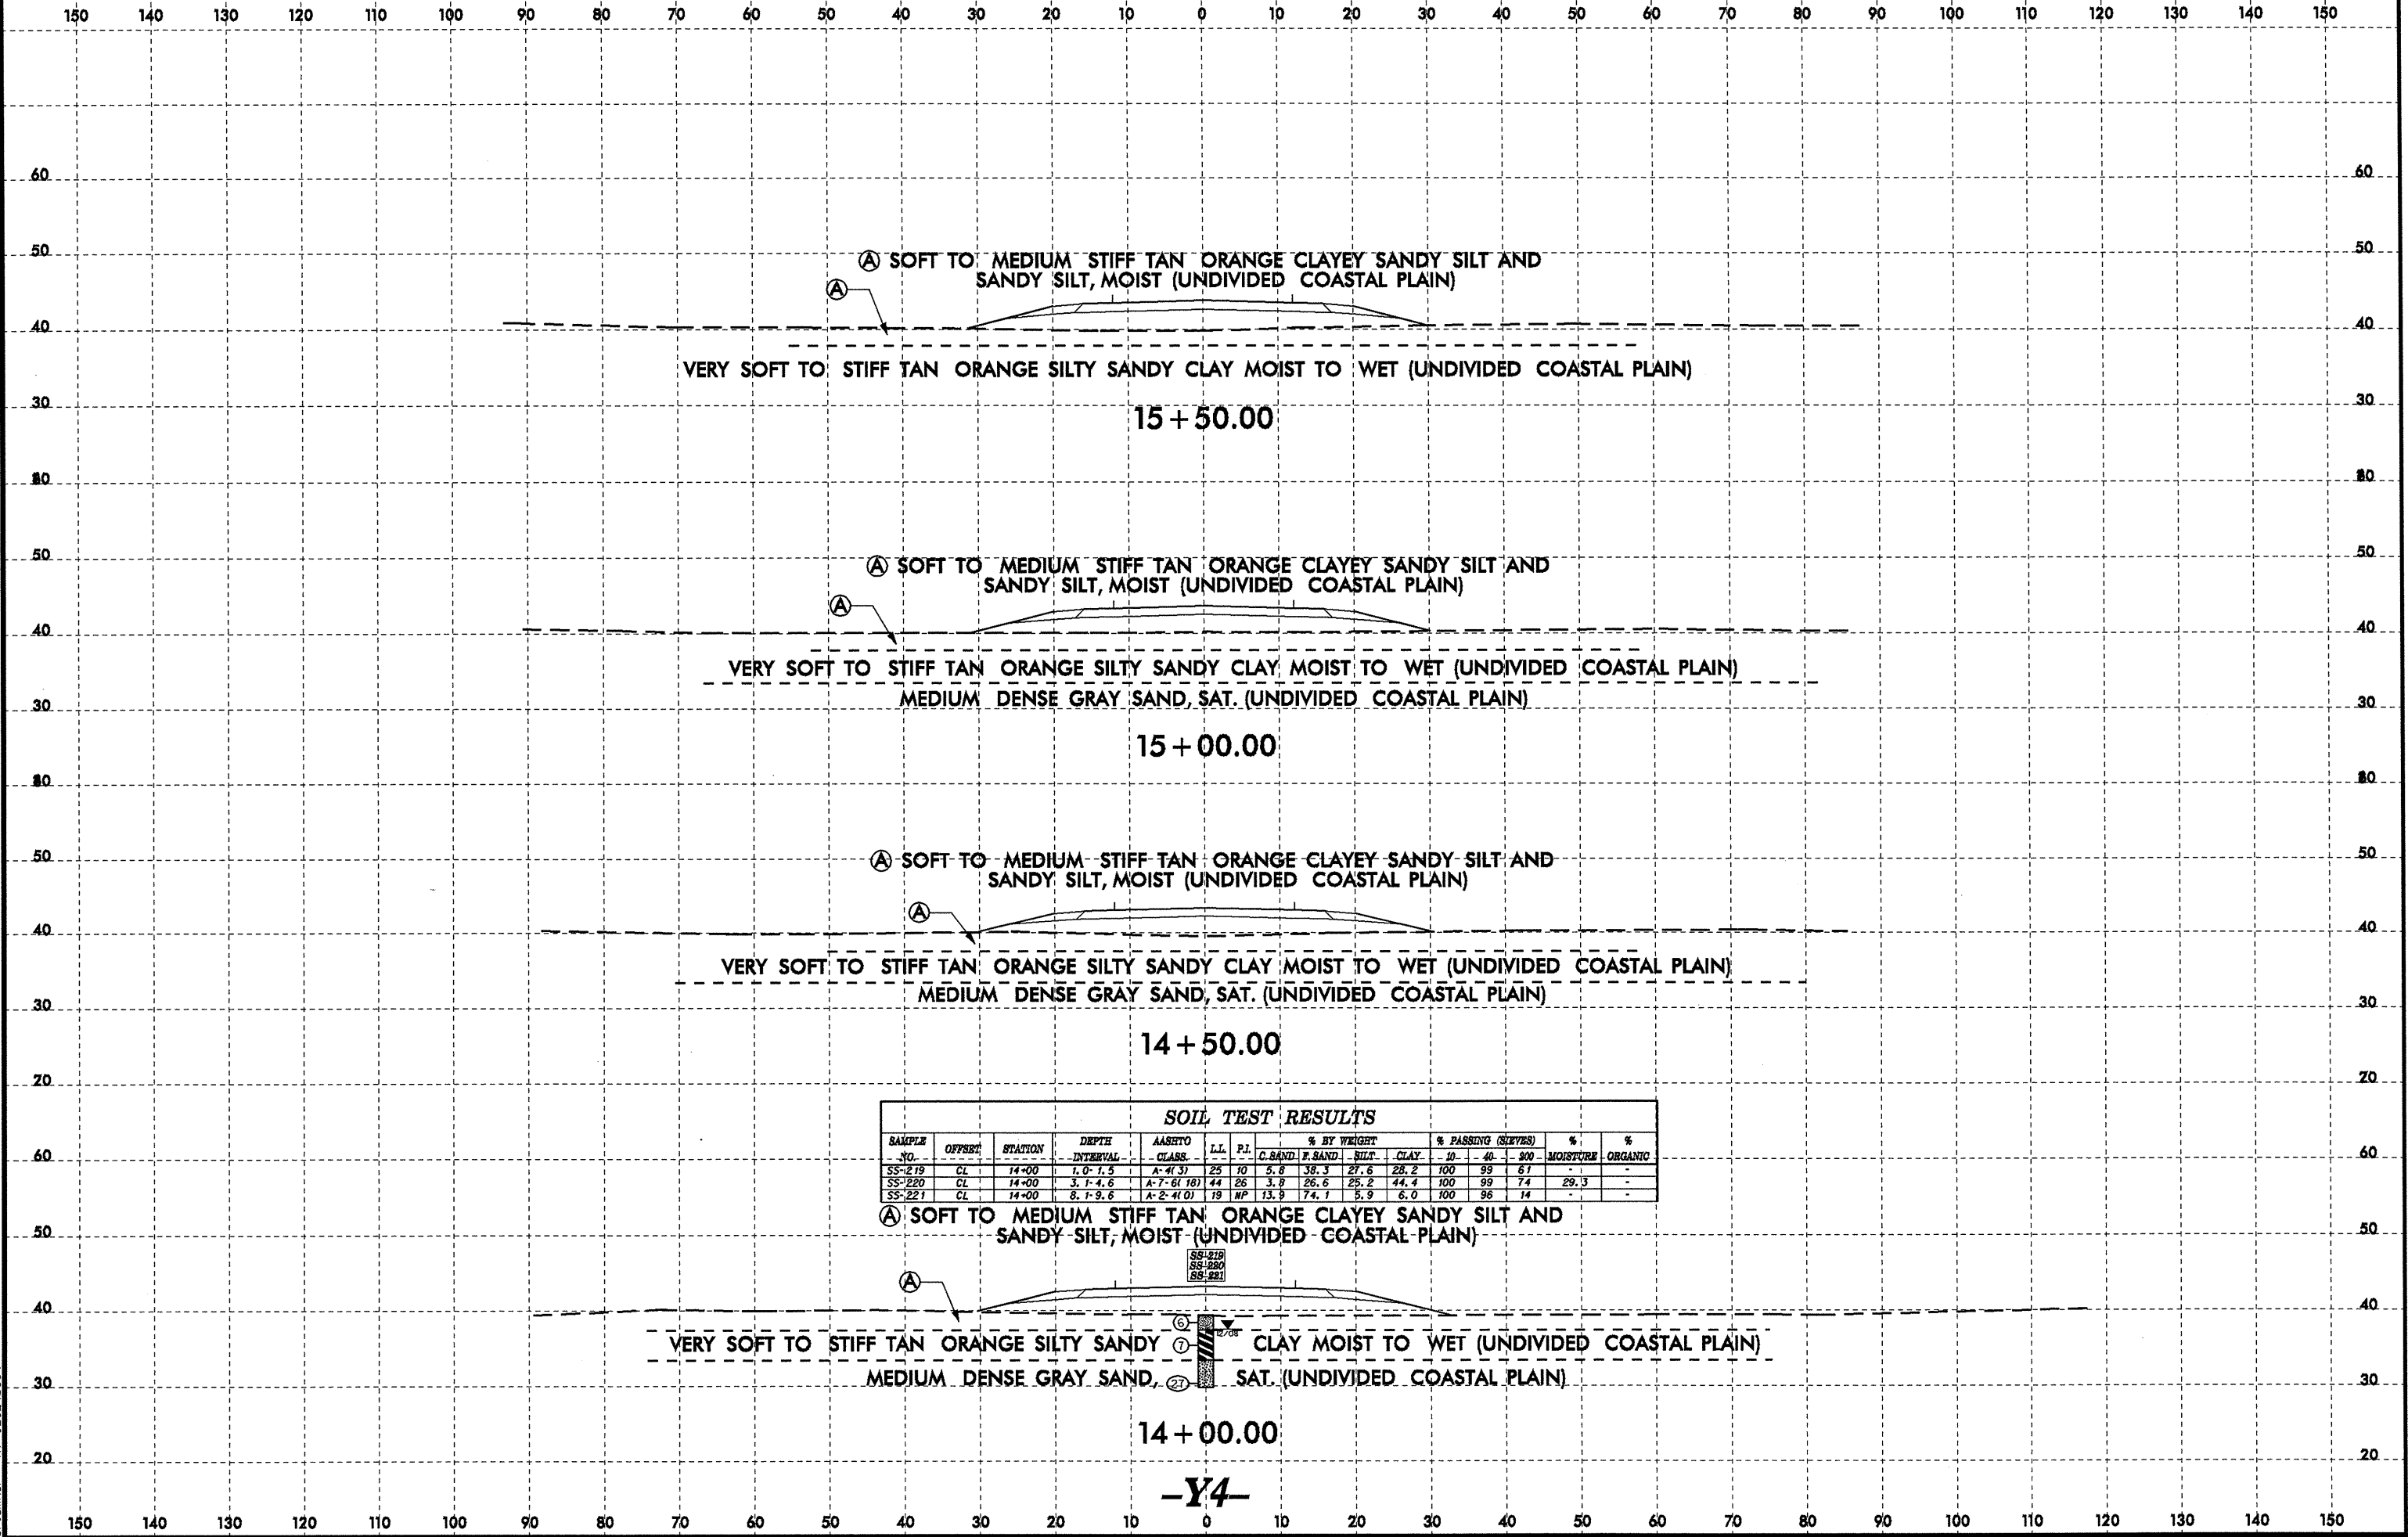 150 140 130 120 110 100 90 80 70 60 50 40 30 20 10 0 10 20 30 40 50 60 70 80 90 100 110 120 130 140 150
60 60
50 50
Ⓐ SOFT TO MEDIUM STIFF TAN ORANGE CLAYEY SANDY SILT AND
SANDY SILT, MOIST (UNDIVIDED COASTAL PLAIN)
Ⓐ
40 40
VERY SOFT TO STIFF TAN ORANGE SILTY SANDY CLAY MOIST TO WET (UNDIVIDED COASTAL PLAIN)
30 30
15+50.00
50 50
Ⓐ SOFT TO MEDIUM STIFF TAN ORANGE CLAYEY SANDY SILT AND
SANDY SILT, MOIST (UNDIVIDED COASTAL PLAIN)
Ⓐ
40 40
VERY SOFT TO STIFF TAN ORANGE SILTY SANDY CLAY MOIST TO WET (UNDIVIDED COASTAL PLAIN)
MEDIUM DENSE GRAY SAND, SAT. (UNDIVIDED COASTAL PLAIN)
30 30
15+00.00
50 50
Ⓐ SOFT TO MEDIUM STIFF TAN ORANGE CLAYEY SANDY SILT AND
SANDY SILT, MOIST (UNDIVIDED COASTAL PLAIN)
Ⓐ
40 40
VERY SOFT TO STIFF TAN ORANGE SILTY SANDY CLAY MOIST TO WET (UNDIVIDED COASTAL PLAIN)
MEDIUM DENSE GRAY SAND, SAT. (UNDIVIDED COASTAL PLAIN)
30 30
14+50.00
SOIL TEST RESULTS
SAMPLE NO. OFFSET STATION DEPTH INTERVAL AASHTO CLASS. L.L. P.I. % BY WEIGHT % PASSING (SIEVES) % MOISTURE % ORGANIC
C. SAND F. SAND SILT CLAY 10 40 200
SS-219 CL 14+00 1.0-1.5 A-4(3) 25 10 5.8 38.3 27.6 28.2 100 99 61 - -
SS-220 CL 14+00 3.1-4.6 A-7-6(18) 44 26 3.8 26.6 25.2 44.4 100 99 74 29.3 -
SS-221 CL 14+00 8.1-9.6 A-2-4(0) 19 NP 13.9 74.1 5.9 6.0 100 96 14 - -
60 60
Ⓐ SOFT TO MEDIUM STIFF TAN ORANGE CLAYEY SANDY SILT AND
SANDY SILT, MOIST (UNDIVIDED COASTAL PLAIN)
50 50
SS-219
SS-220
SS-221
Ⓐ
40 40
6
12/08
VERY SOFT TO STIFF TAN ORANGE SILTY SANDY 7 CLAY MOIST TO WET (UNDIVIDED COASTAL PLAIN)
MEDIUM DENSE GRAY SAND, 27 SAT. (UNDIVIDED COASTAL PLAIN)
30 30
14+00.00
20 20
-Y4-
150 140 130 120 110 100 90 80 70 60 50 40 30 20 10 0 10 20 30 40 50 60 70 80 90 100 110 120 130 140 150